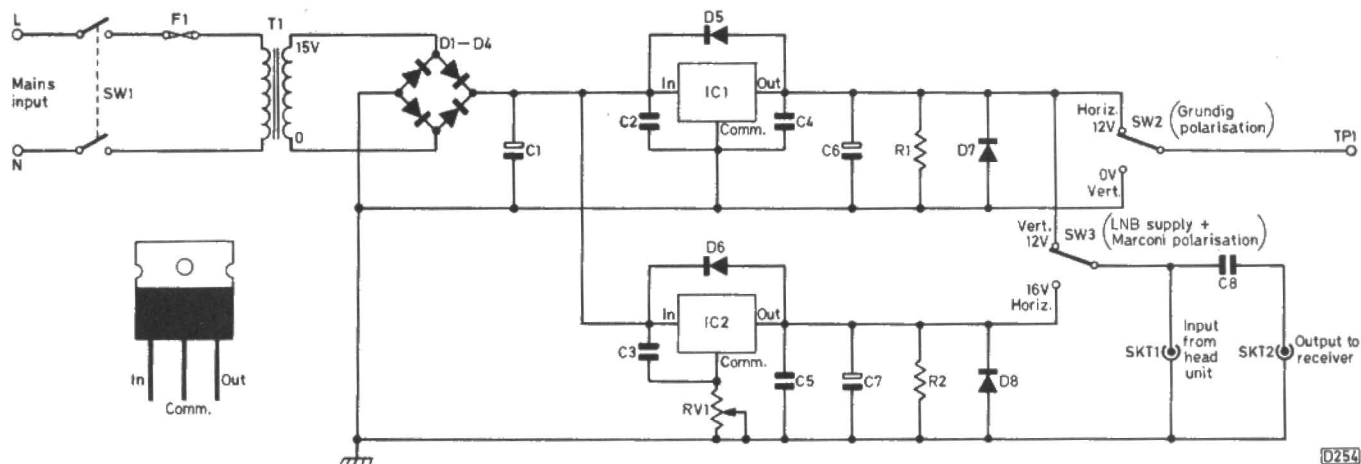 L
F1
T1
15V
Mains
input
SW1
N
0
D1—D4
C1
D5
In
IC1
Out
Comm.
C2
C4
C6
R1
D7
Horiz.
12V
SW2 (Grundig
polarisation)
TP1
0V
Vert.
Vert.
12V
SW3 (LNB supply +
Marconi polarisation)
D6
In
IC2
Out
Comm.
C3
RV1
C5
C7
R2
D8
16V
Horiz.
C8
SKT1
Input
from
head
unit
SKT2
Output to
receiver
In
Comm.
Out
D254